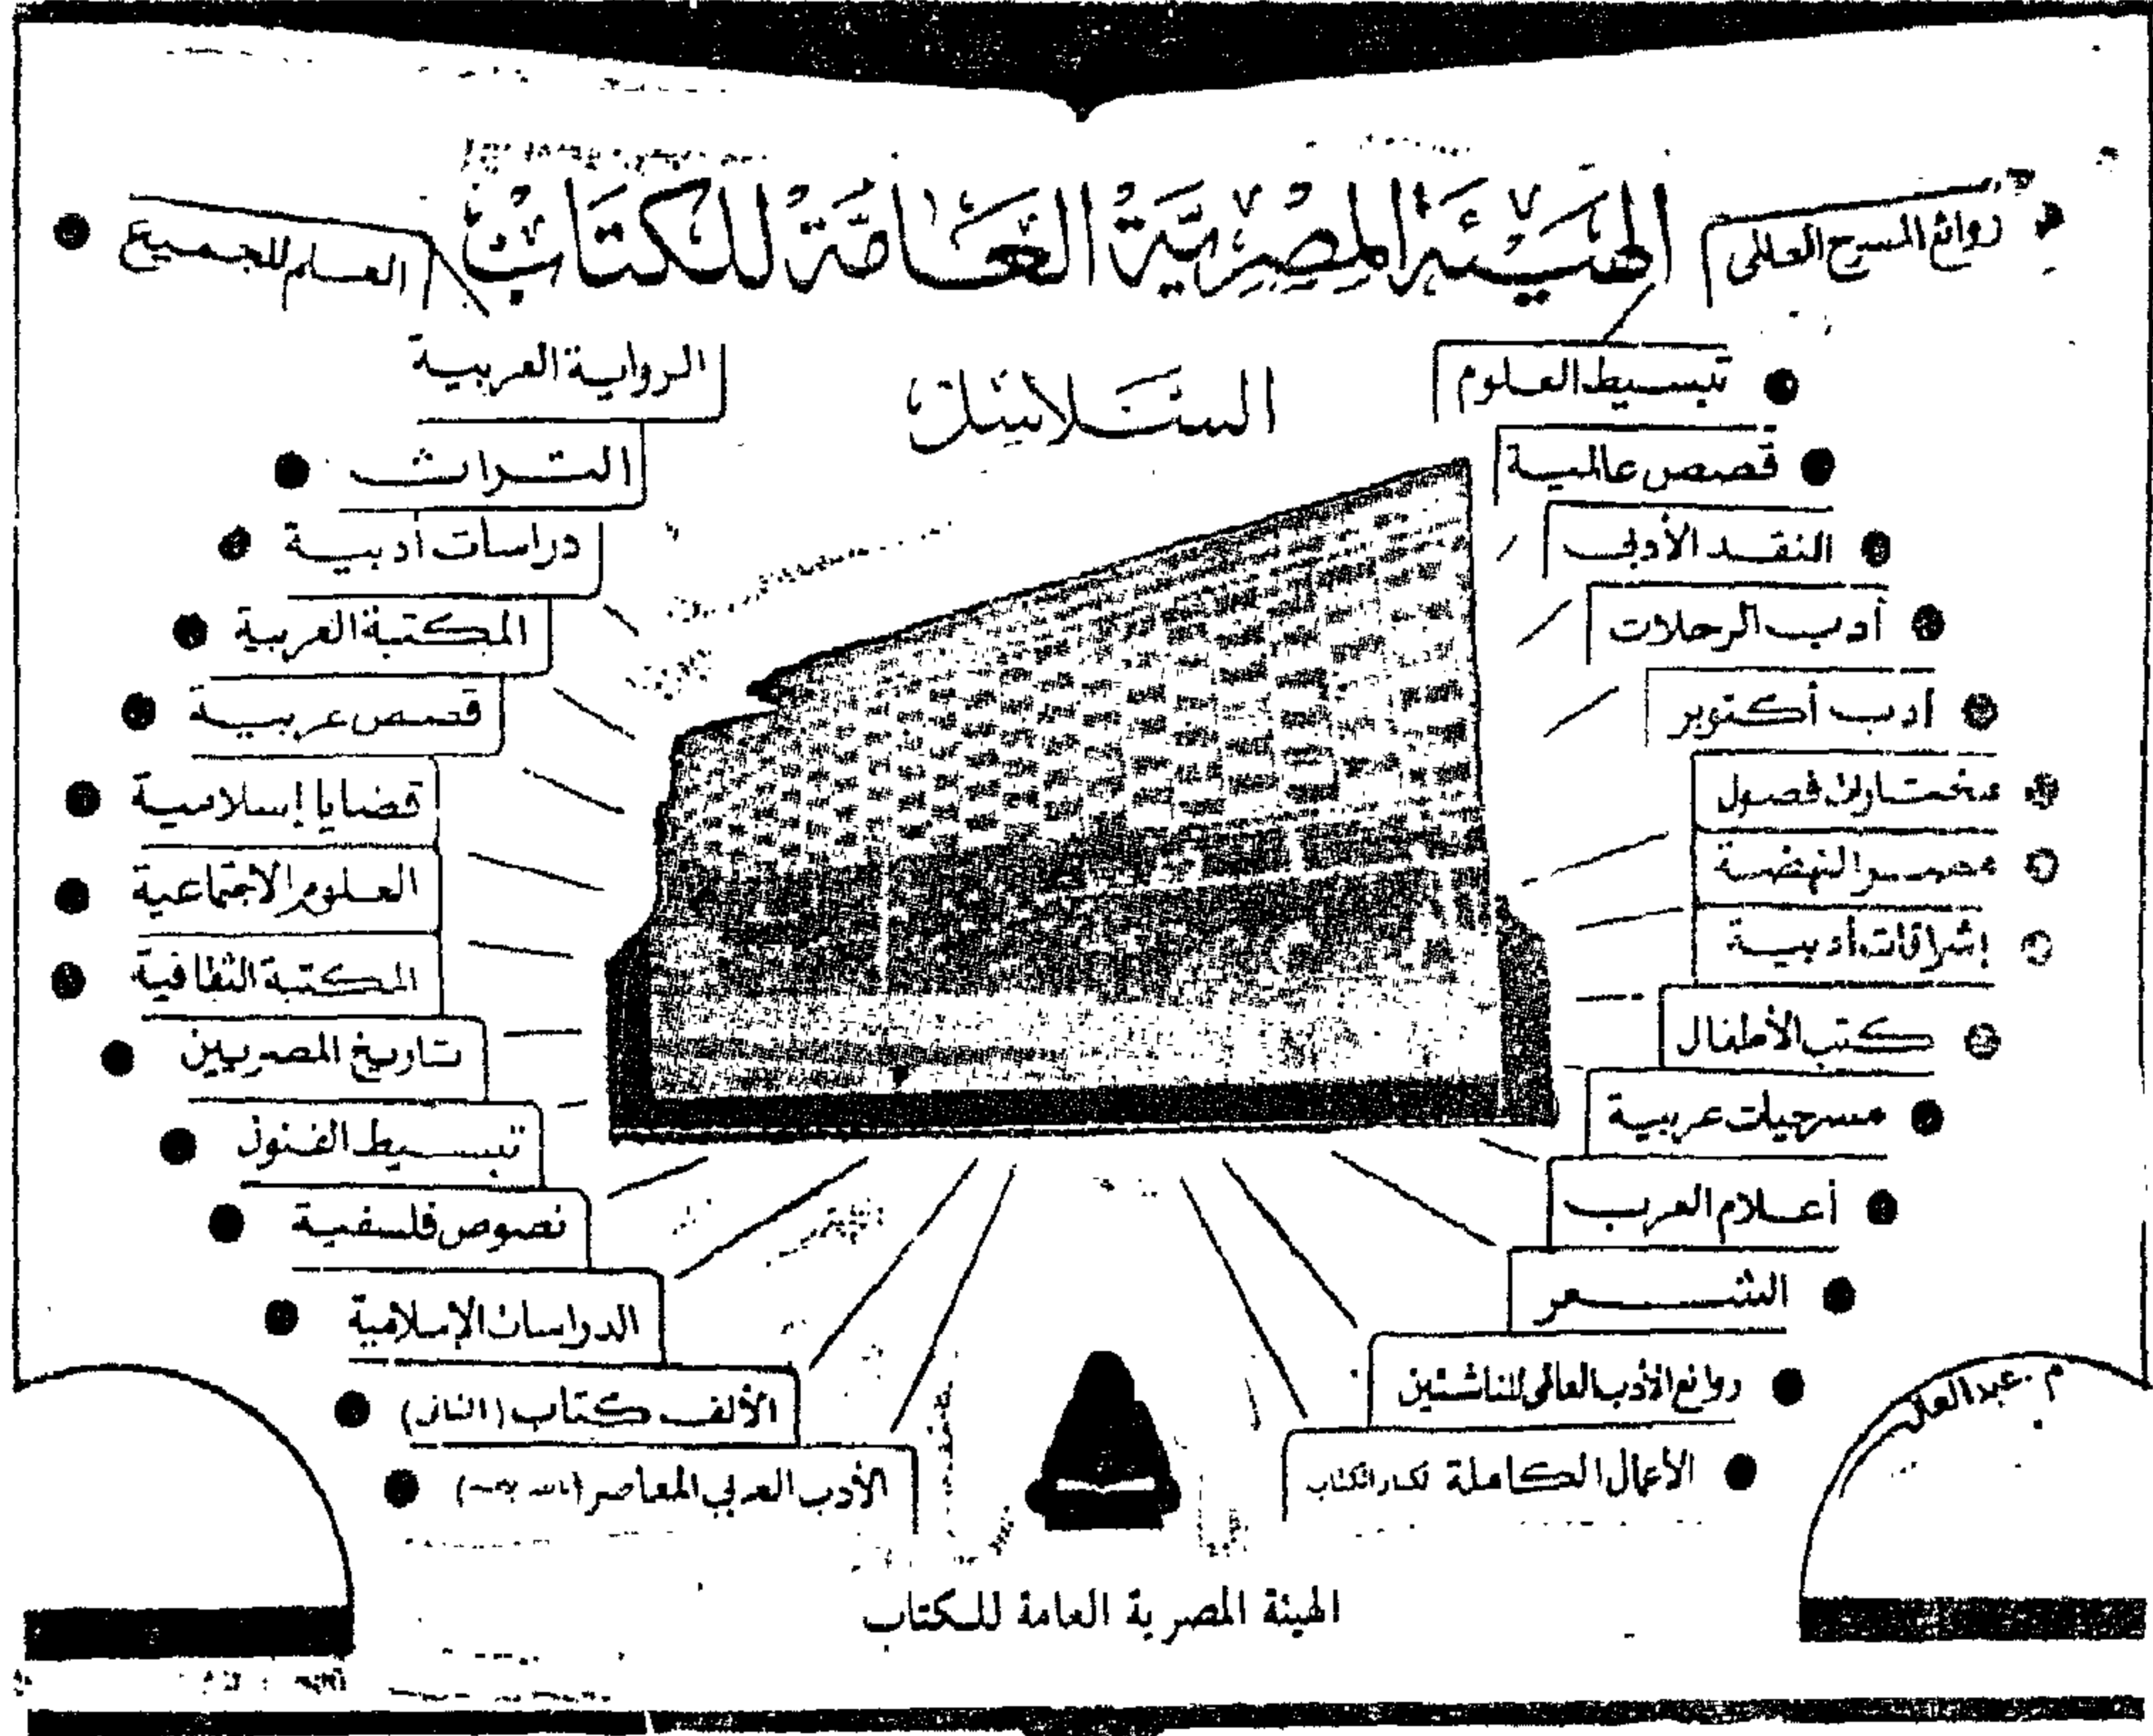 الهيئة المصرية العامة للكتاب
السلاسل
روائع المسرح العالمى
تبسيط العلوم
قصص عالمية
النقد الأدبى
أدب الرحلات
أدب أكتوبر
مختارات فصول
مصر النهضة
إشراقات أدبية
كتب الأطفال
مسرحيات عربية
أعلام العرب
الشعر
روائع الأدب العالمى للناشئين
الأعمال الكاملة لكبار الكتاب
العلم للجميع
الرواية العربية
التراث
دراسات أدبية
المكتبة العربية
قصص عربية
قضايا إسلامية
العلوم الاجتماعية
المكتبة الثقافية
تاريخ المصريين
تبسيط الفنون
نصوص فلسفية
الدراسات الإسلامية
الألف كتاب (الثانى)
الأدب العربي المعاصر
م. عبد العال
الهيئة المصرية العامة للكتاب